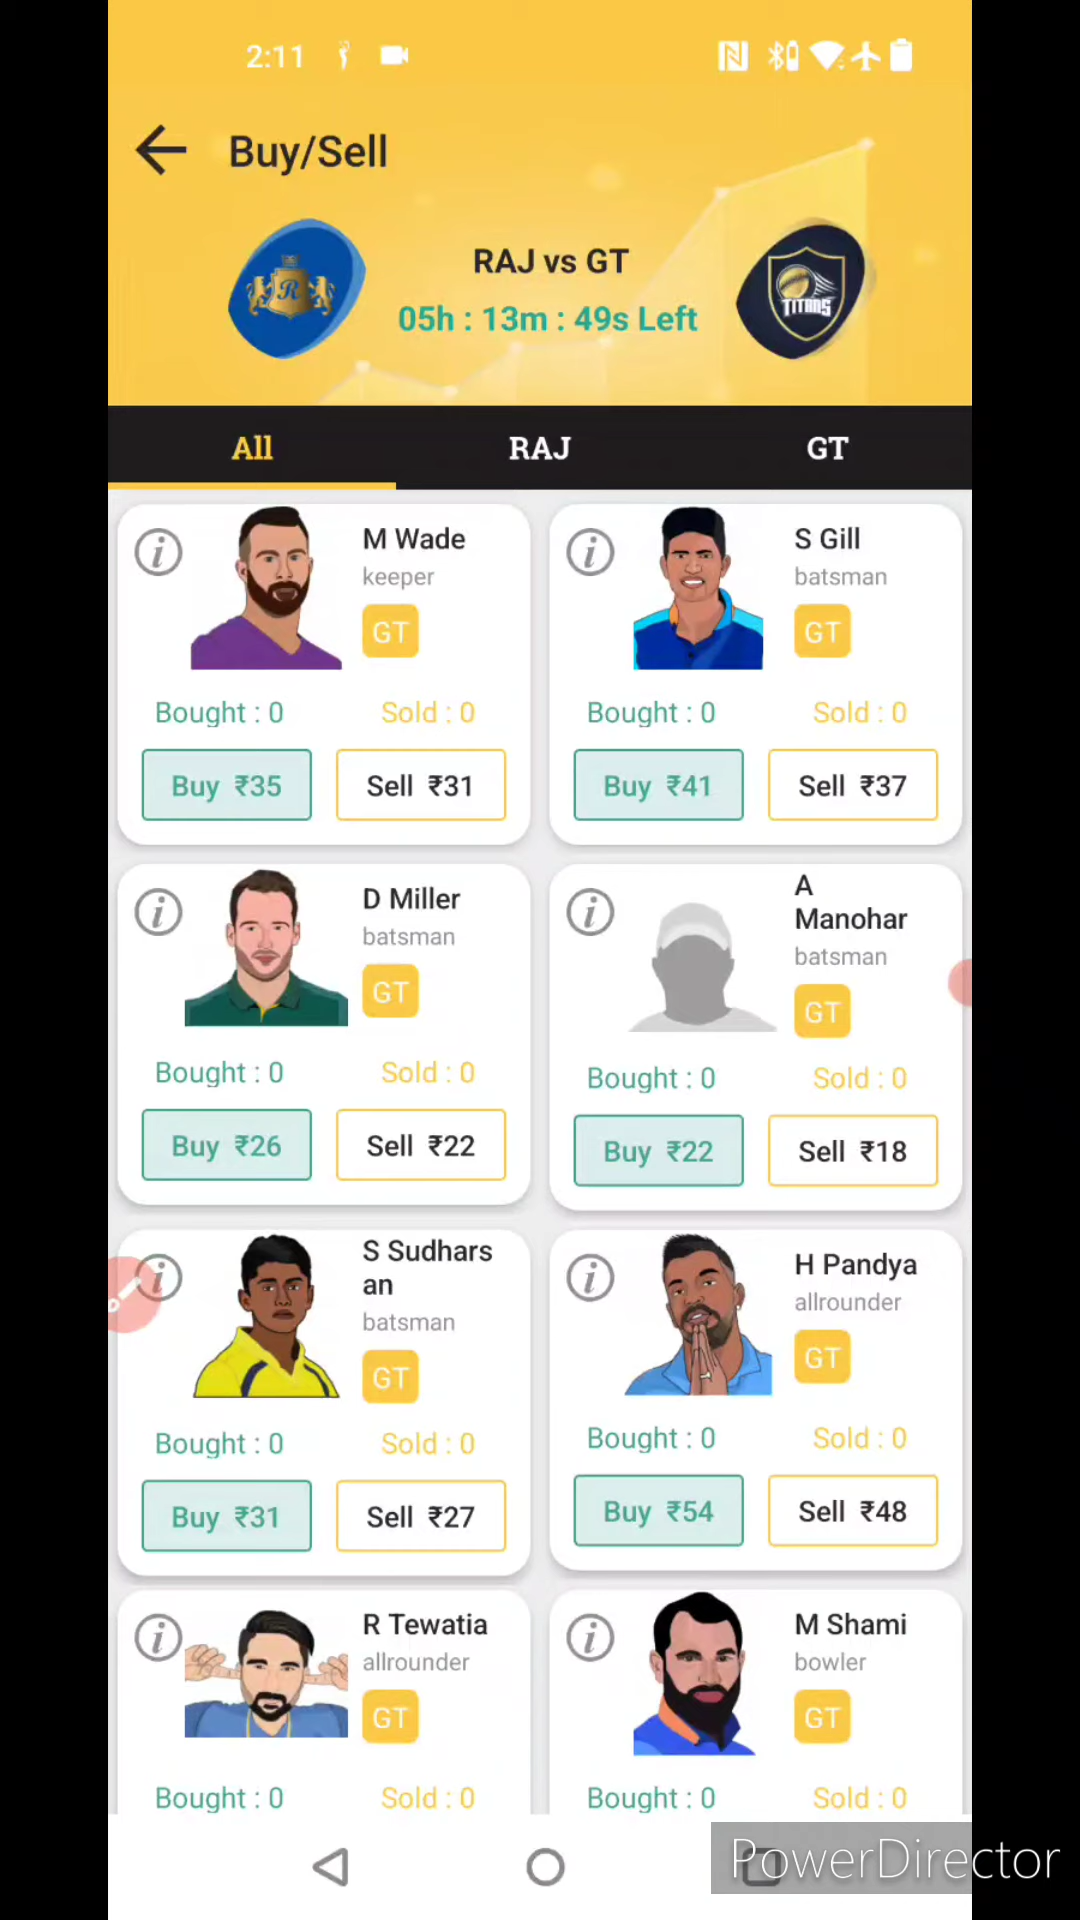 2:11
Buy/Sell
RAJ vs GT
05h : 13m : 49s Left
R
TITANS
All RAJ GT
M Wade
keeper
GT
Bought : 0 Sold : 0
Buy ₹35 Sell ₹31
S Gill
batsman
GT
Bought : 0 Sold : 0
Buy ₹41 Sell ₹37
D Miller
batsman
GT
Bought : 0 Sold : 0
Buy ₹26 Sell ₹22
A
Manohar
batsman
GT
Bought : 0 Sold : 0
Buy ₹22 Sell ₹18
S Sudhars
an
batsman
GT
Bought : 0 Sold : 0
Buy ₹31 Sell ₹27
H Pandya
allrounder
GT
Bought : 0 Sold : 0
Buy ₹54 Sell ₹48
R Tewatia
allrounder
GT
Bought : 0 Sold : 0
M Shami
bowler
GT
Bought : 0 Sold : 0
PowerDirector